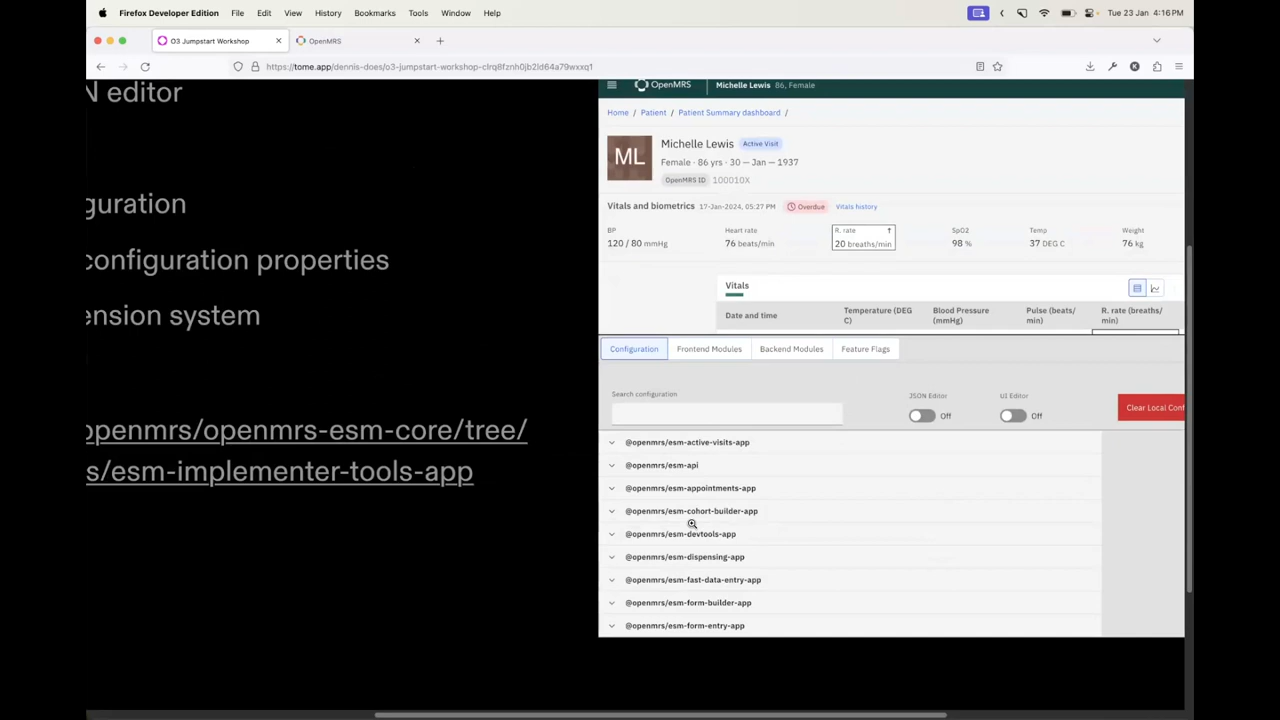 Firefox Developer Edition File Edit View History Bookmarks Tools Window Help Tue 23 Jan 4:16 PM
O3 Jumpstart Workshop OpenMRS
https://tome.app/dennis-does/o3-jumpstart-workshop-clrq8fznh0jb2ld64a79wxxq1
N editor
guration
configuration properties
ension system
openmrs/openmrs-esm-core/tree/
s/esm-implementer-tools-app
OpenMRS Michelle Lewis 86, Female
Home / Patient / Patient Summary dashboard /
ML
Michelle Lewis Active Visit
Female · 86 yrs · 30 — Jan — 1937
OpenMRS ID 100010X
Vitals and biometrics 17-Jan-2024, 05:27 PM Overdue Vitals history
BP Heart rate R. rate ↑ SpO2 Temp Weight
120 / 80 mmHg 76 beats/min 20 breaths/min 98 % 37 DEG C 76 kg
Vitals
Date and time Temperature (DEG C) Blood Pressure (mmHg) Pulse (beats/min) R. rate (breaths/min)
Configuration Frontend Modules Backend Modules Feature Flags
Search configuration JSON Editor UI Editor
Off Off Clear Local Conf
@openmrs/esm-active-visits-app
@openmrs/esm-api
@openmrs/esm-appointments-app
@openmrs/esm-cohort-builder-app
@openmrs/esm-devtools-app
@openmrs/esm-dispensing-app
@openmrs/esm-fast-data-entry-app
@openmrs/esm-form-builder-app
@openmrs/esm-form-entry-app